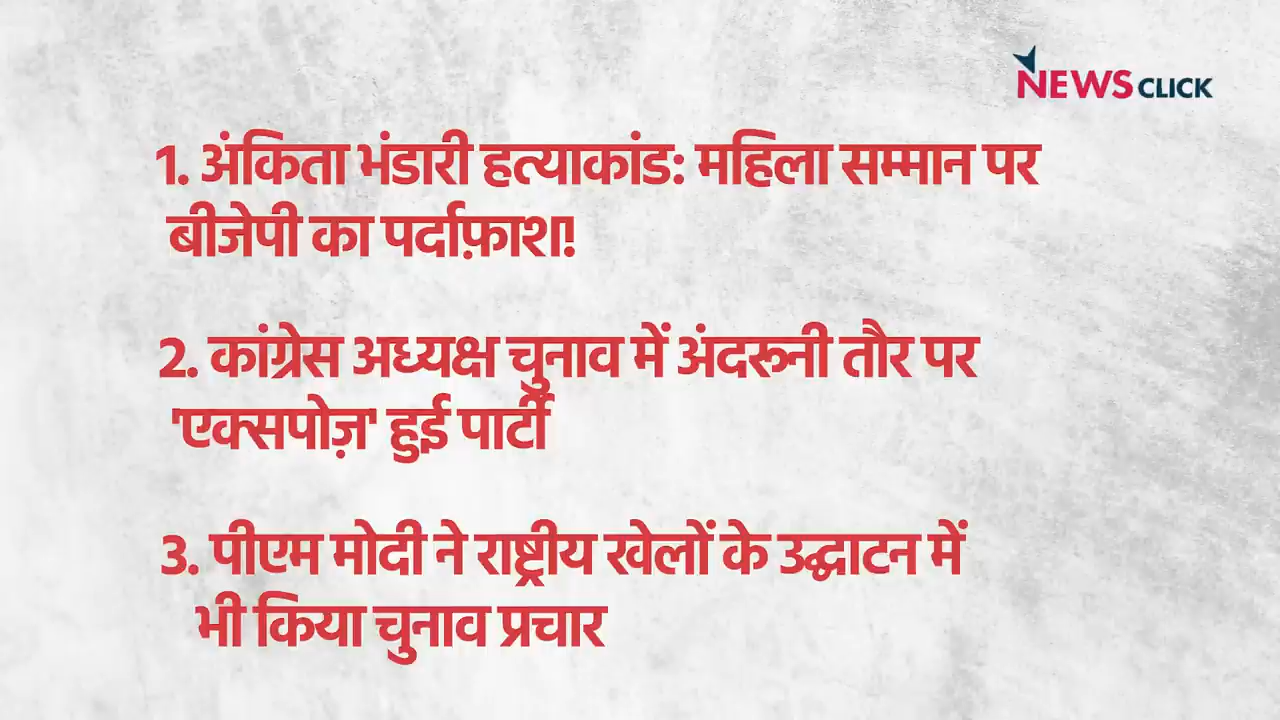 NEWSCLICK
1. अंकिता भंडारी हत्याकांड: महिला सम्मान पर
बीजेपी का पर्दाफ़ाश!
2. कांग्रेस अध्यक्ष चुनाव में अंदरूनी तौर पर
'एक्सपोज़' हुई पार्टी
3. पीएम मोदी ने राष्ट्रीय खेलों के उद्घाटन में
भी किया चुनाव प्रचार